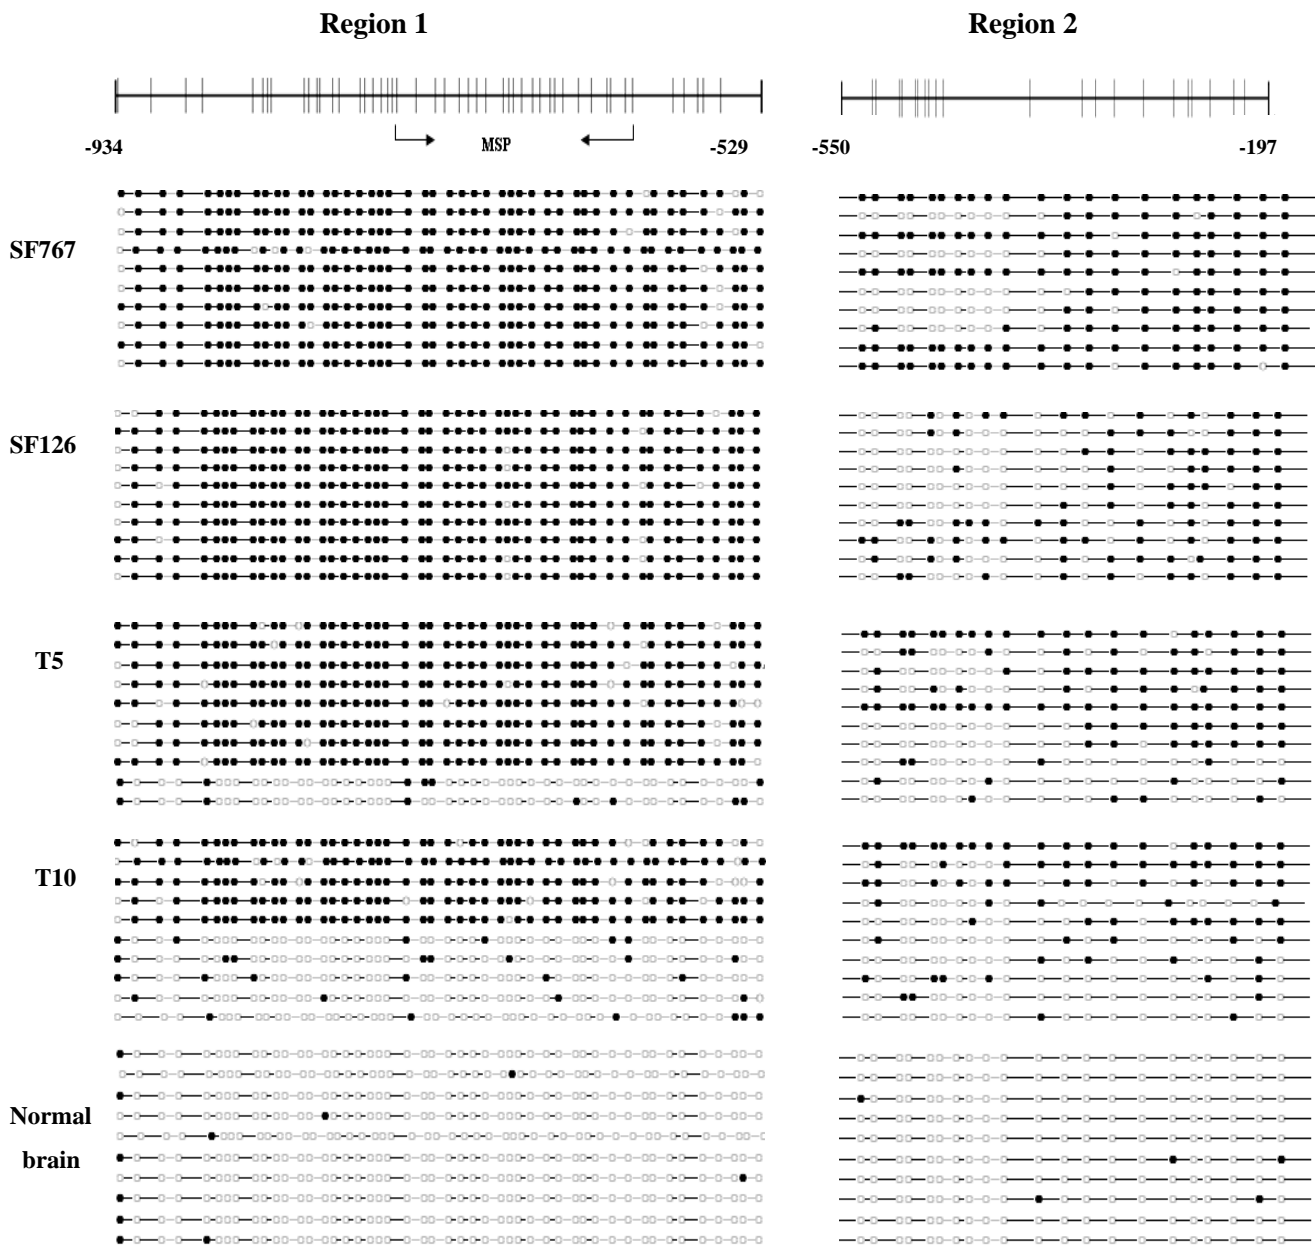 Region 1
Region 2
MSP
-934
-529
-550
-197
SF767
SF126
T5
T10
Normal
brain